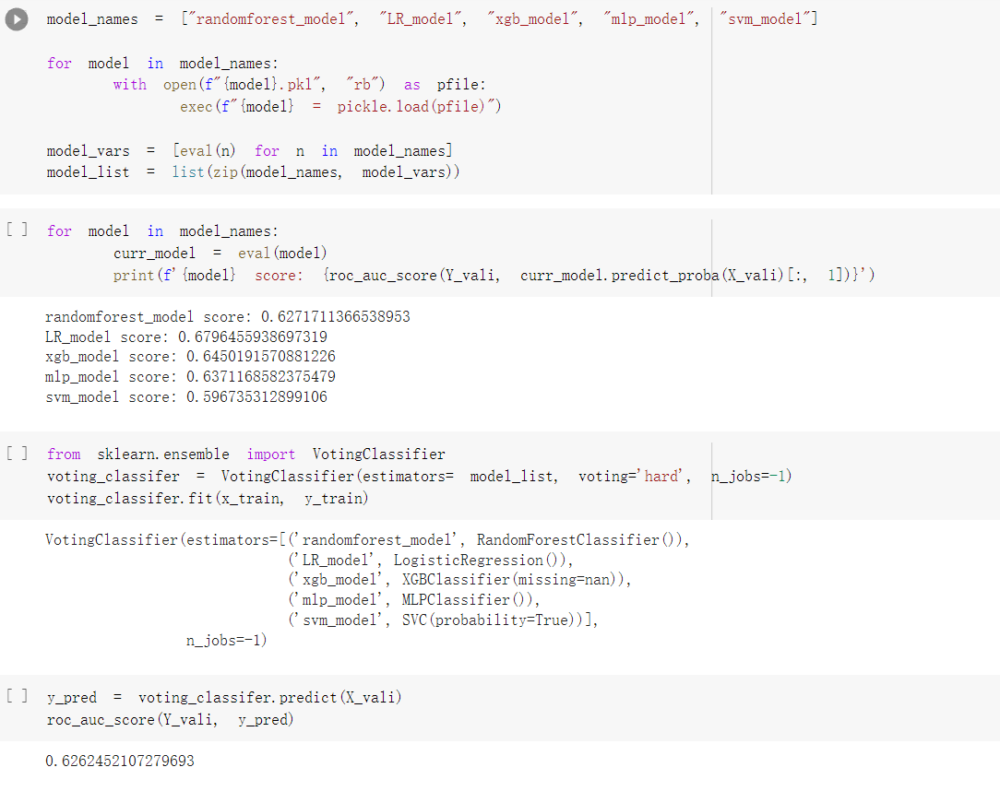 model_names = ["randomforest_model", "LR_model", "xgb_model", "mlp_model", "svm_model"]
for model in model_names:
with open(f"{model}.pkl", "rb") as pfile:
exec(f"{model} = pickle.load(pfile)")
model_vars = [eval(n) for n in model_names]
model_list = list(zip(model_names, model_vars))
[ ] for model in model_names:
curr_model = eval(model)
print(f'{model} score: {roc_auc_score(Y_vali, curr_model.predict_proba(X_vali)[:, 1])}')
randomforest_model score: 0.6271711366538953
LR_model score: 0.6796455938697319
xgb_model score: 0.6450191570881226
mlp_model score: 0.6371168582375479
svm_model score: 0.596735312899106
[ ] from sklearn.ensemble import VotingClassifier
voting_classifer = VotingClassifier(estimators= model_list, voting='hard', n_jobs=-1)
voting_classifer.fit(x_train, y_train)
VotingClassifier(estimators=[('randomforest_model', RandomForestClassifier()),
('LR_model', LogisticRegression()),
('xgb_model', XGBClassifier(missing=nan)),
('mlp_model', MLPClassifier()),
('svm_model', SVC(probability=True))],
n_jobs=-1)
[ ] y_pred = voting_classifer.predict(X_vali)
roc_auc_score(Y_vali, y_pred)
0.6262452107279693